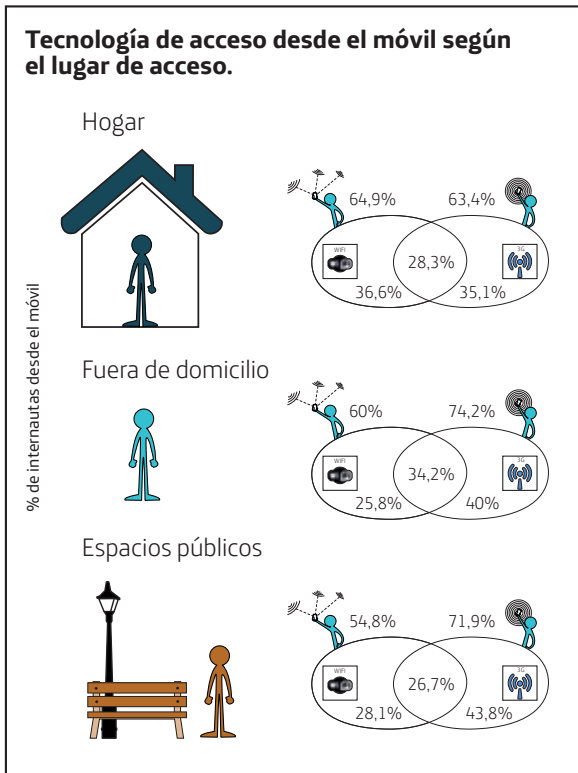 Tecnología de acceso desde el móvil según
el lugar de acceso.
% de internautas desde el móvil
Hogar
64,9%
63,4%
WIFI
28,3%
3G
36,6%
35,1%
Fuera de domicilio
60%
74,2%
WIFI
34,2%
3G
25,8%
40%
Espacios públicos
54,8%
71,9%
WIFI
26,7%
3G
28,1%
43,8%